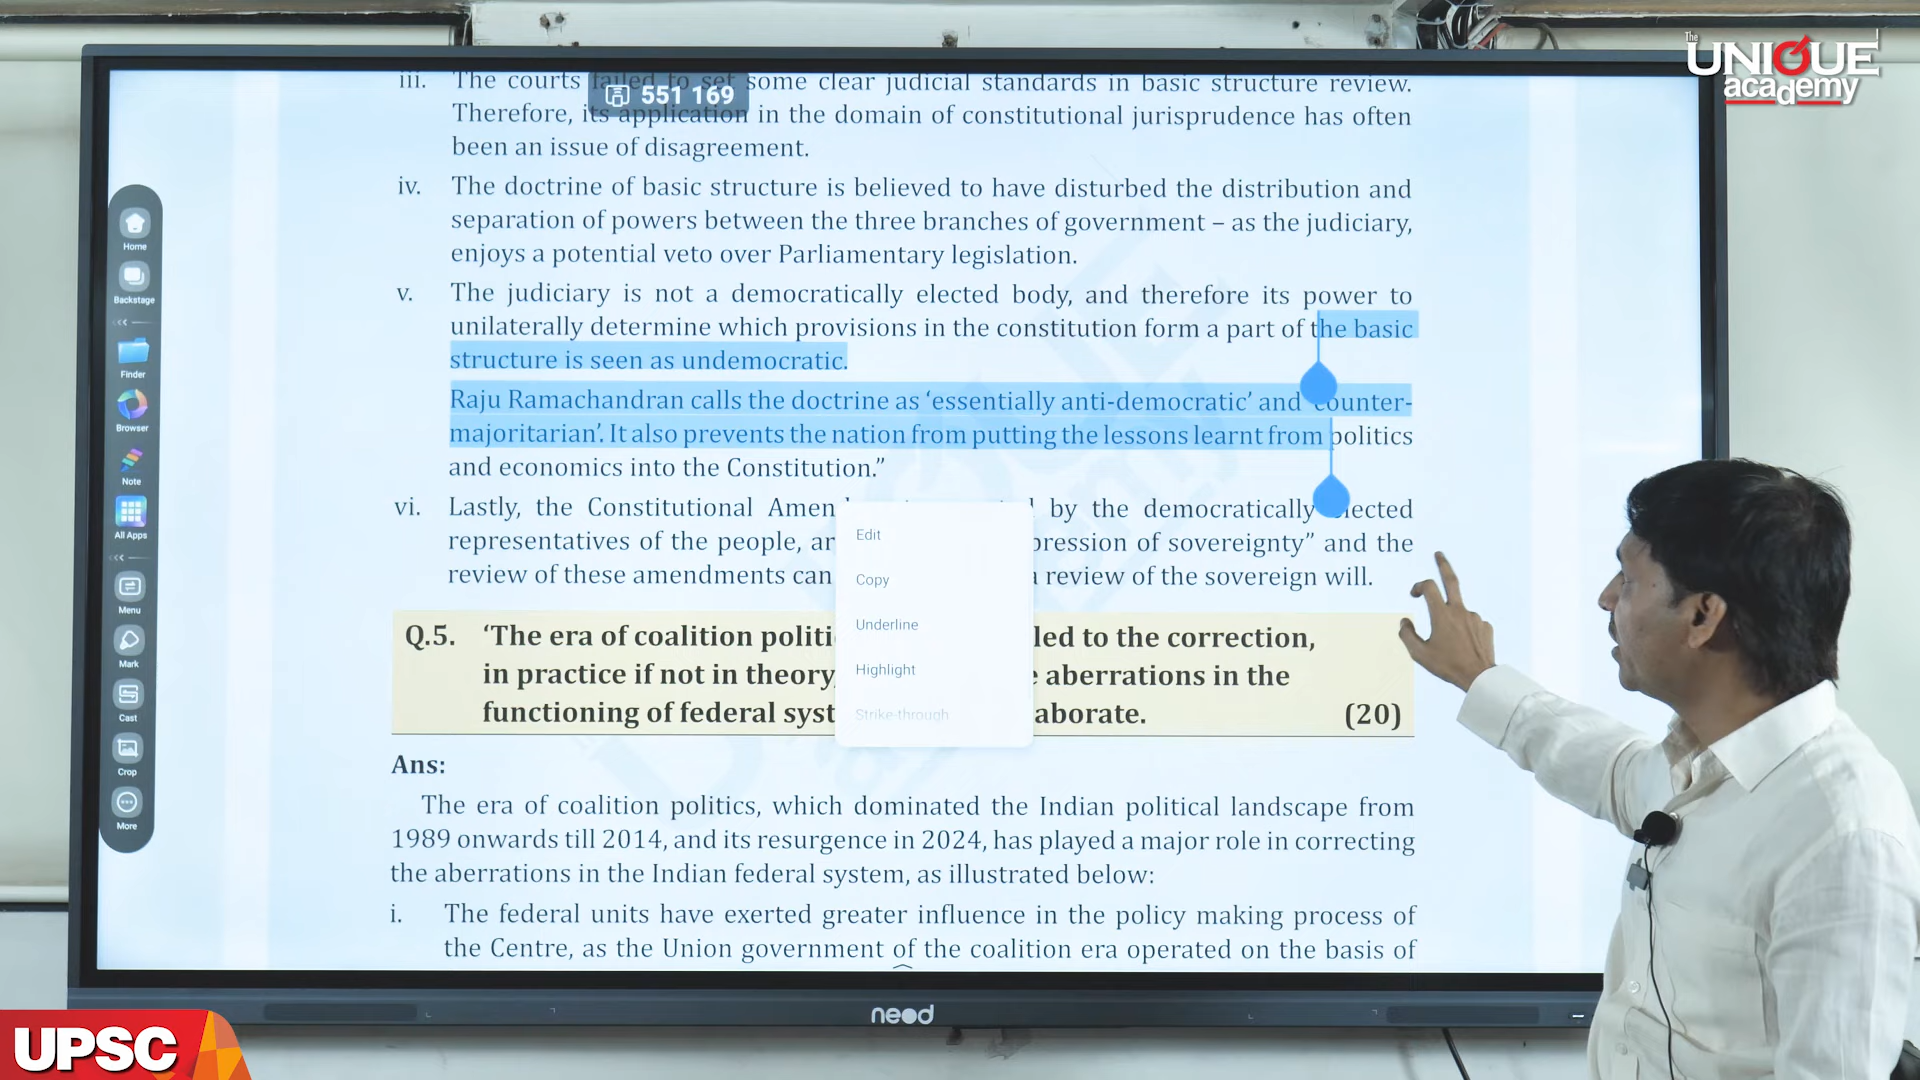 The
UNIQUE
academy
iii. The courts failed to set some clear judicial standards in basic structure review.
551 169
Therefore, its application in the domain of constitutional jurisprudence has often
been an issue of disagreement.
iv. The doctrine of basic structure is believed to have disturbed the distribution and
separation of powers between the three branches of government – as the judiciary,
enjoys a potential veto over Parliamentary legislation.
v. The judiciary is not a democratically elected body, and therefore its power to
unilaterally determine which provisions in the constitution form a part of the basic
structure is seen as undemocratic.
Raju Ramachandran calls the doctrine as ‘essentially anti-democratic’ and ‘counter-
majoritarian’. It also prevents the nation from putting the lessons learnt from politics
and economics into the Constitution.”
vi. Lastly, the Constitutional Amen by the democratically elected
representatives of the people, ar pression of sovereignty” and the
review of these amendments can a review of the sovereign will.
Edit
Copy
Underline
Highlight
Strike-through
Q.5. ‘The era of coalition politi led to the correction,
in practice if not in theory, aberrations in the
functioning of federal syst aborate. (20)
Ans:
The era of coalition politics, which dominated the Indian political landscape from
1989 onwards till 2014, and its resurgence in 2024, has played a major role in correcting
the aberrations in the Indian federal system, as illustrated below:
i. The federal units have exerted greater influence in the policy making process of
the Centre, as the Union government of the coalition era operated on the basis of
Home
Backstage
Finder
Browser
Note
All Apps
Menu
Mark
Cast
Crop
More
neod
UPSC